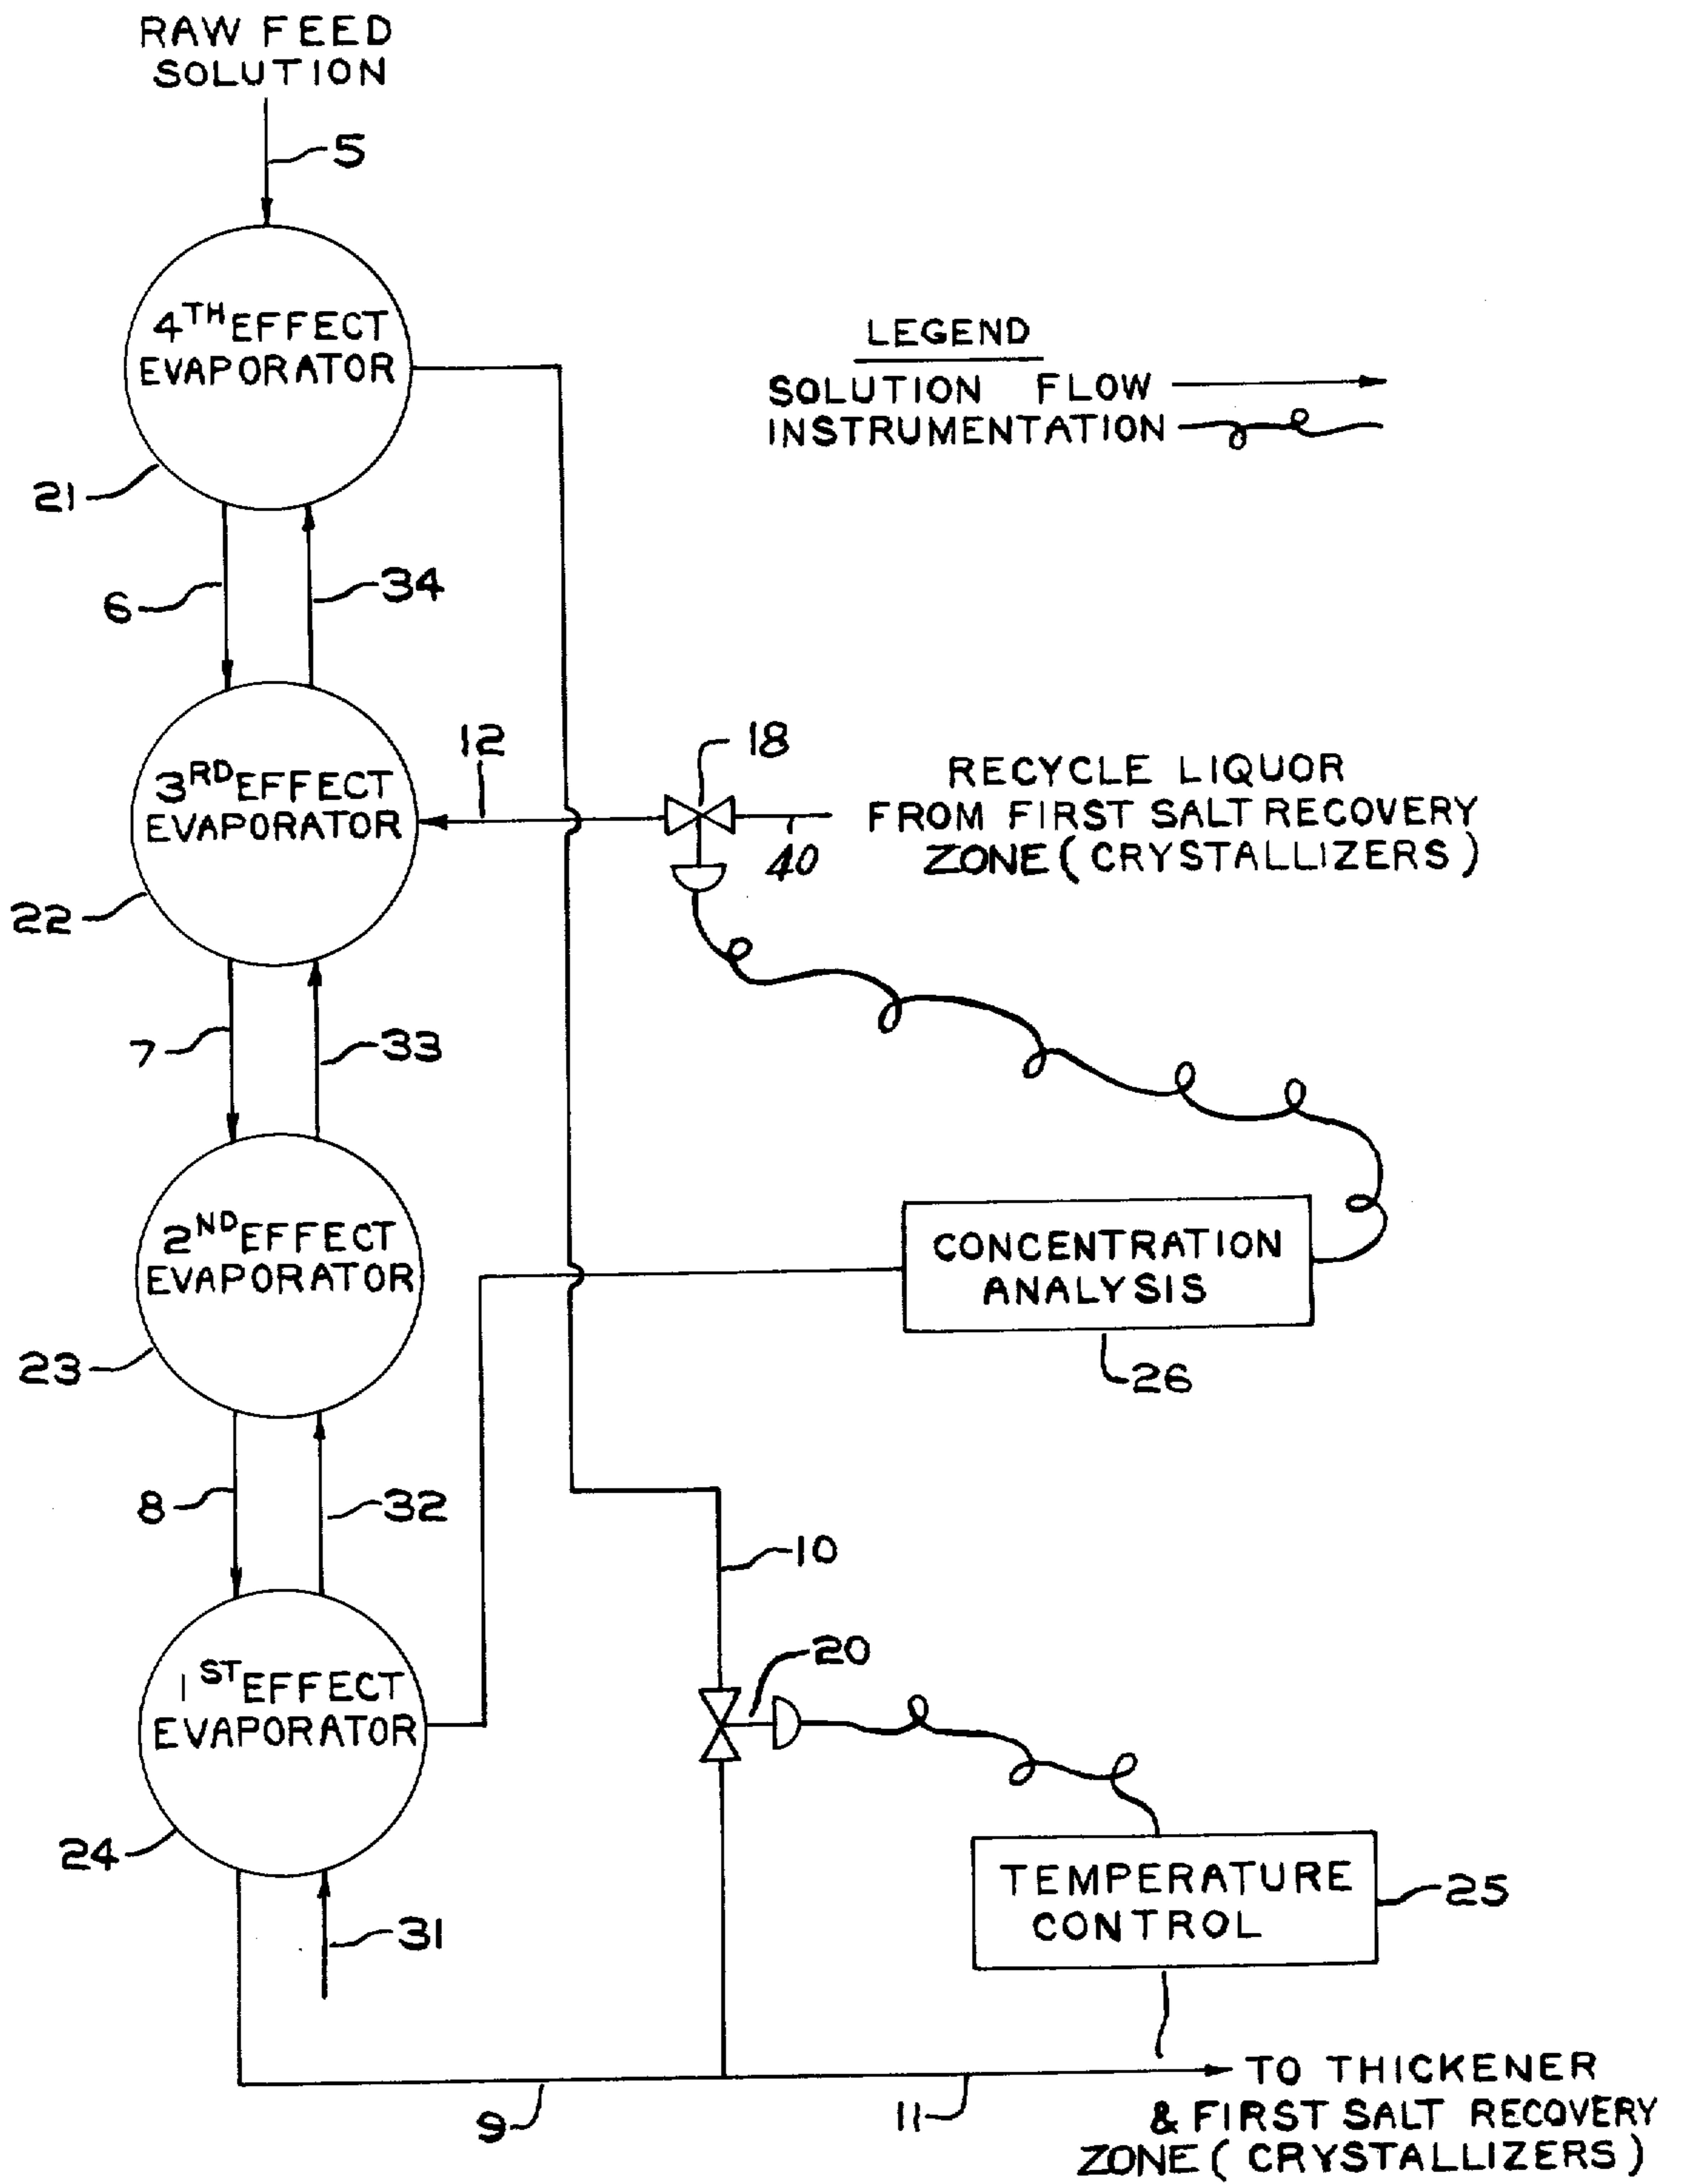 RAW FEED
SOLUTION
5
4TH EFFECT
EVAPORATOR
LEGEND
SOLUTION FLOW
INSTRUMENTATION
21
6
34
12
18
3RD EFFECT
EVAPORATOR
RECYCLE LIQUOR
FROM FIRST SALT RECOVERY
ZONE (CRYSTALLIZERS)
40
22
7
33
2ND EFFECT
EVAPORATOR
CONCENTRATION
ANALYSIS
23
26
8
32
10
20
1ST EFFECT
EVAPORATOR
24
TEMPERATURE
CONTROL
25
31
TO THICKENER
& FIRST SALT RECOVERY
ZONE (CRYSTALLIZERS)
9
11